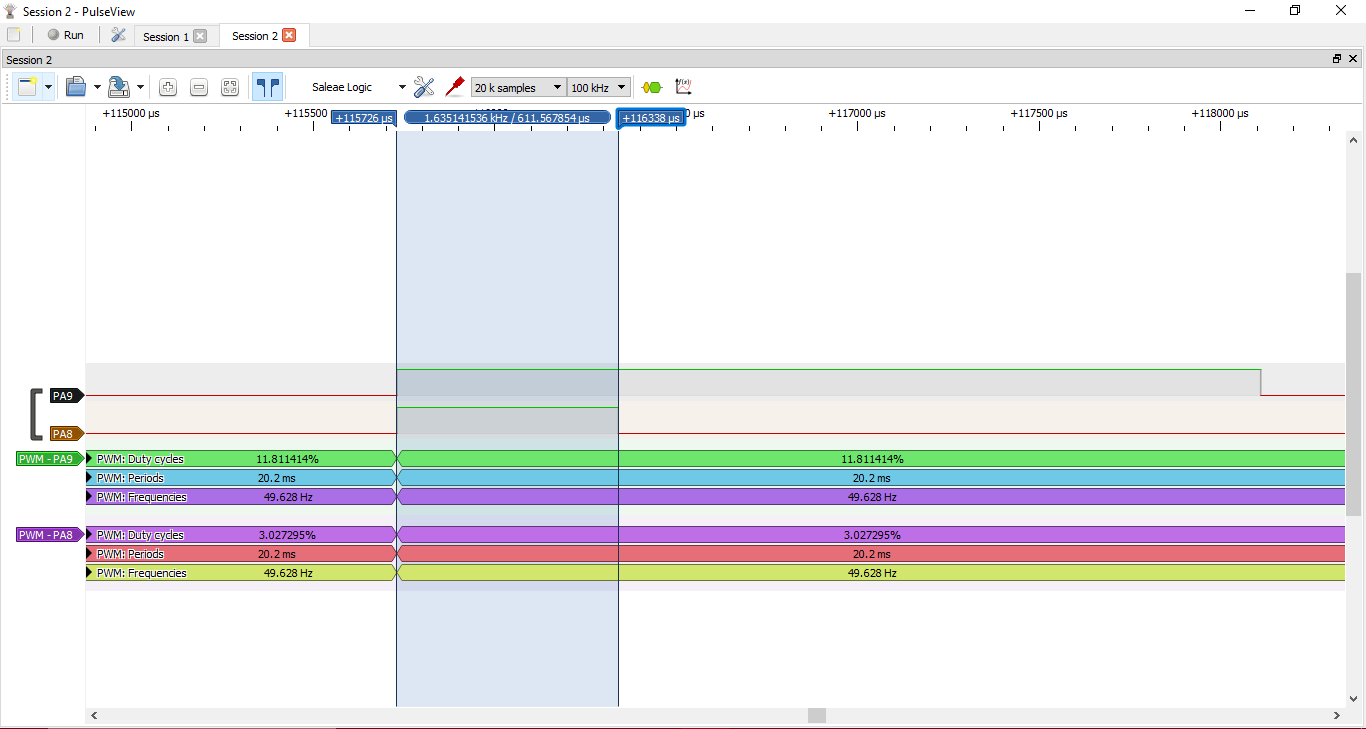 Session 2 - PulseView
Run
Session 1
Session 2
Session 2
Saleae Logic
20 k samples
100 kHz
+115000 µs
+115500
+117000 µs
+117500 µs
+118000 µs
+115726 µs
1.635141536 kHz / 611.567854 µs
+116338 µs
µs
PA9
PA8
PWM - PA9
PWM: Duty cycles 11.811414% 11.811414%
PWM: Periods 20.2 ms 20.2 ms
PWM: Frequencies 49.628 Hz 49.628 Hz
PWM - PA8
PWM: Duty cycles 3.027295% 3.027295%
PWM: Periods 20.2 ms 20.2 ms
PWM: Frequencies 49.628 Hz 49.628 Hz